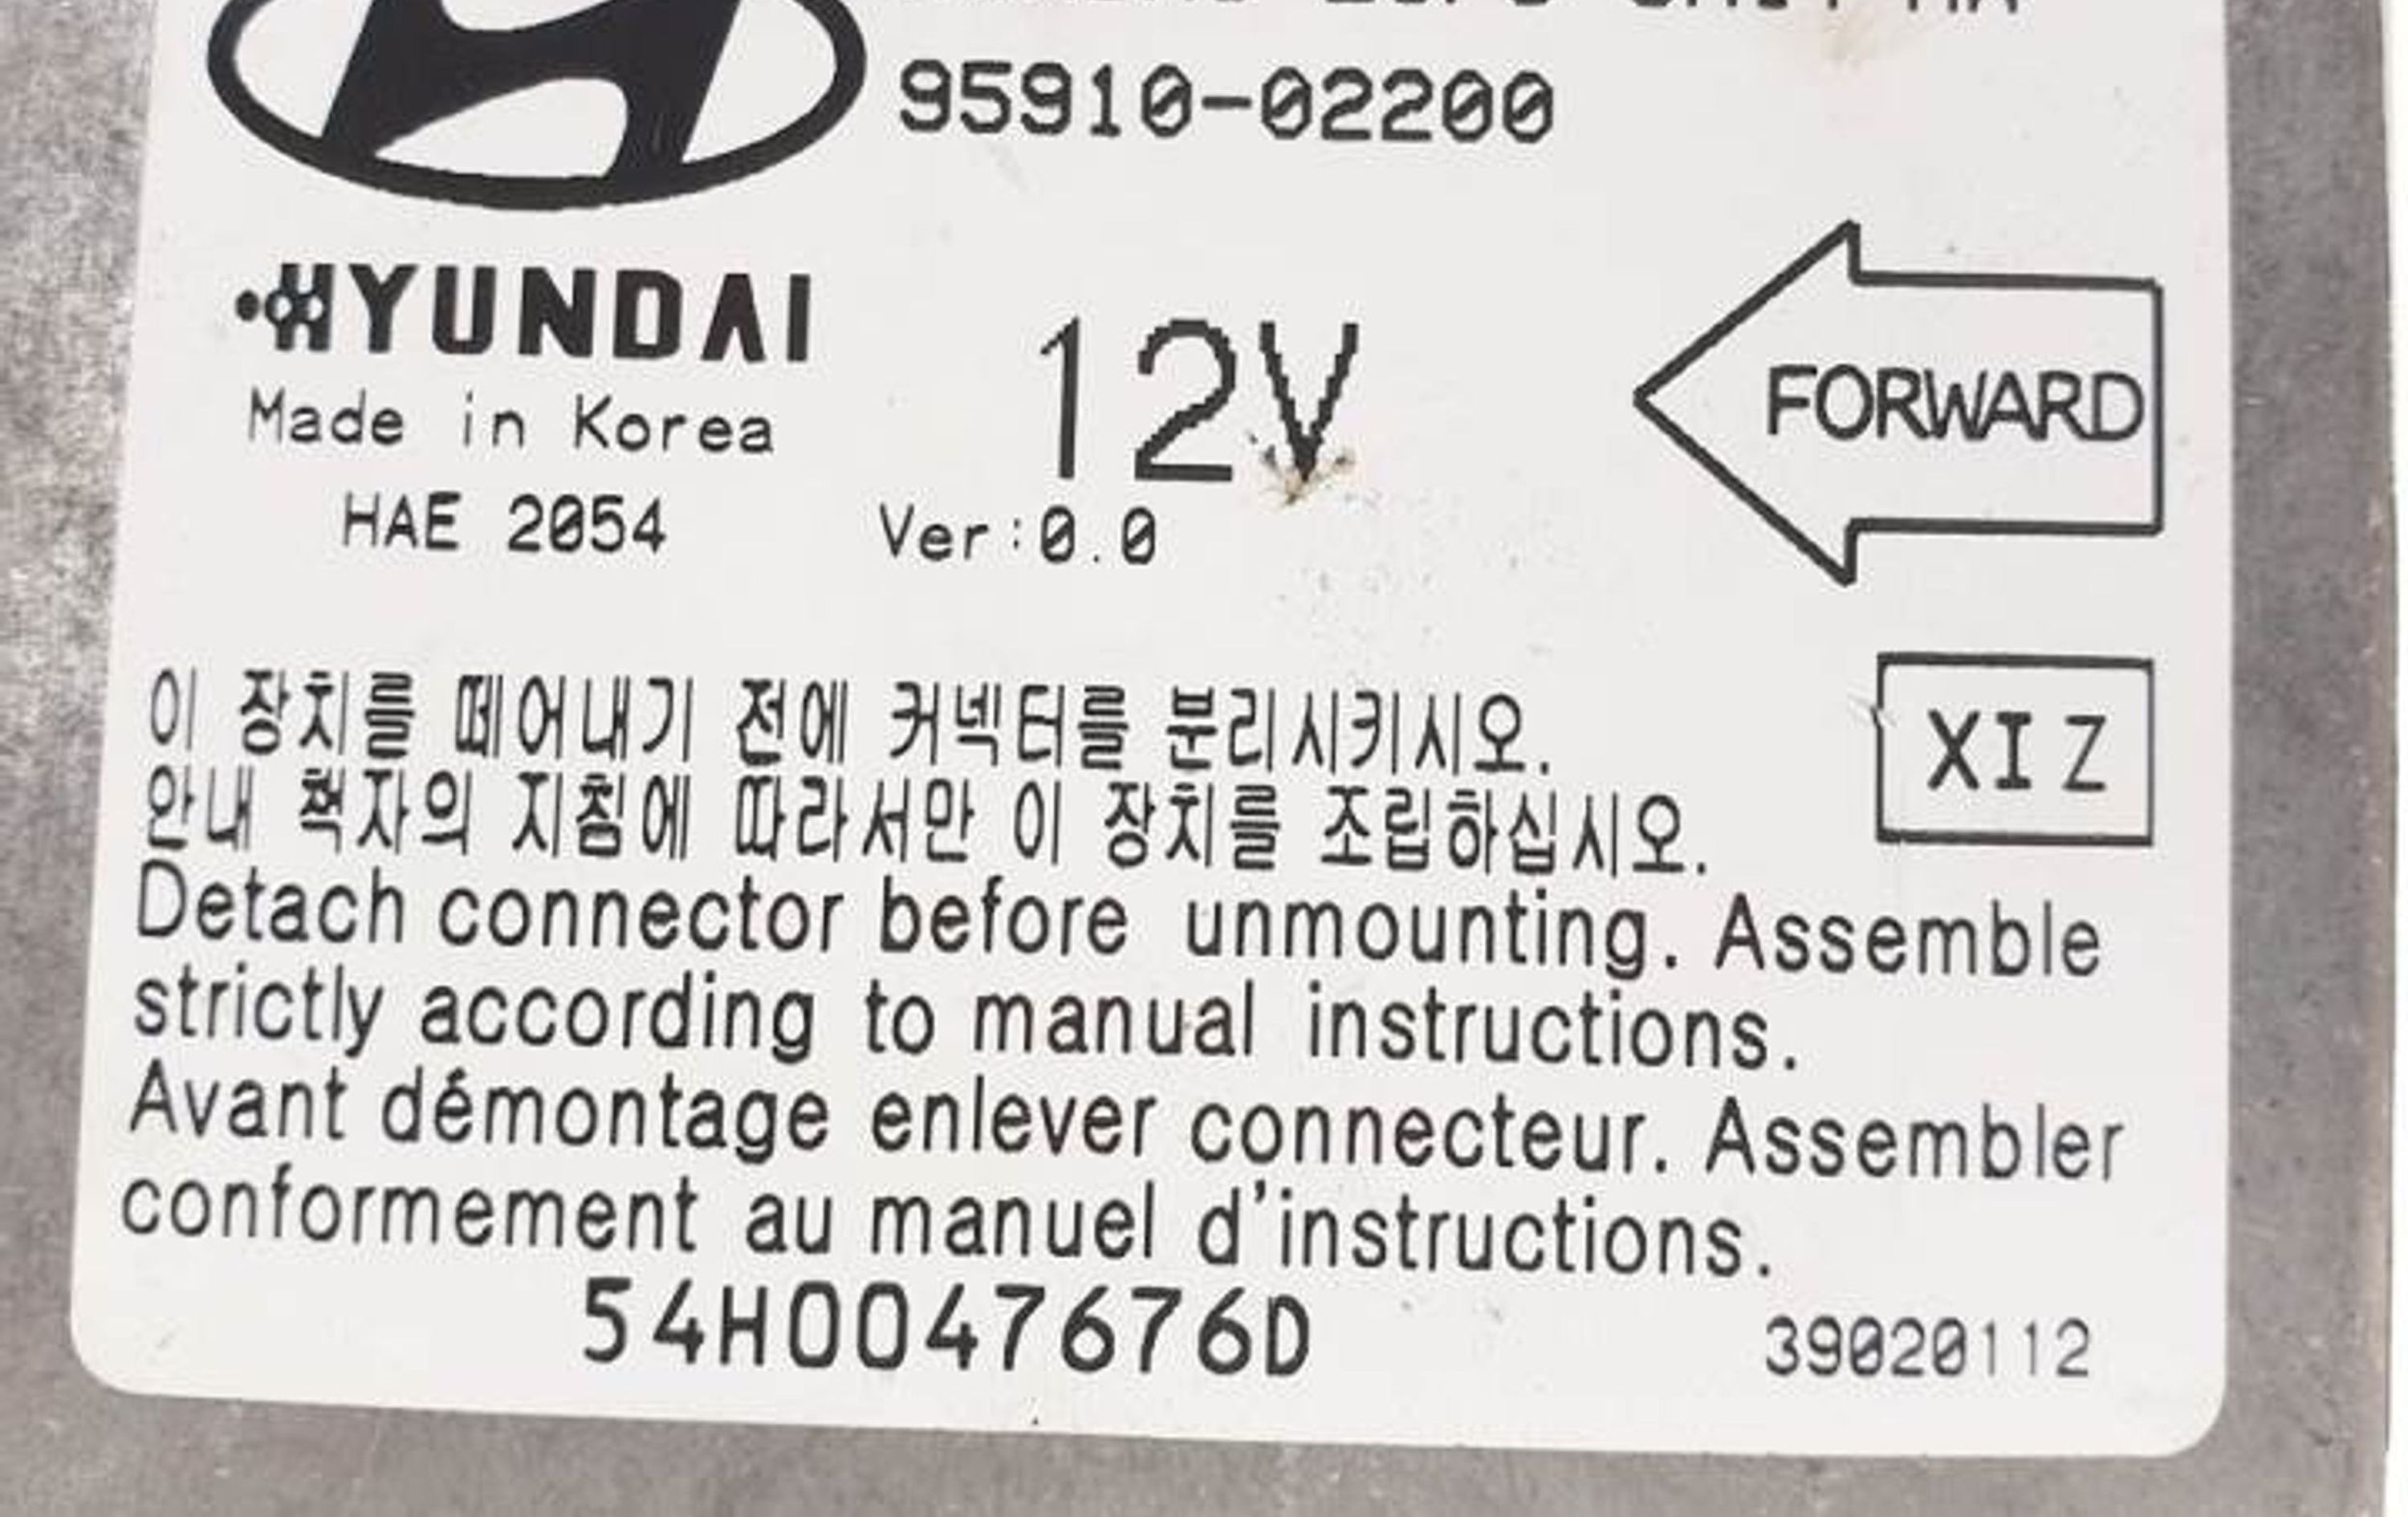 95910-02200
HYUNDAI
Made in Korea
12V
FORWARD
HAE 2054
Ver:0.0
이 장치를 떼어내기 전에 커넥터를 분리시키시오.
XIZ
안내 책자의 지침에 따라서만 이 장치를 조립하십시오.
Detach connector before unmounting. Assemble
strictly according to manual instructions.
Avant démontage enlever connecteur. Assembler
conformement au manuel d'instructions.
54H0047676D
39020112